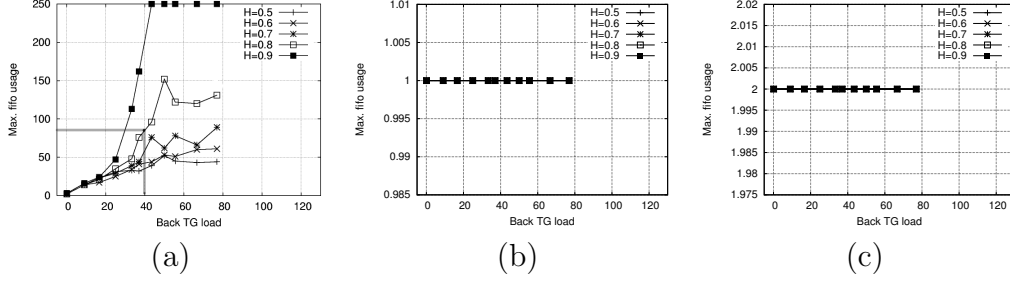 250
200
150
100
50
0
Max. fifo usage
0 20 40 60 80 100 120
Back TG load
H=0.5
H=0.6
H=0.7
H=0.8
H=0.9
(a)
1.01
1.005
1
0.995
0.99
0.985
Max. fifo usage
0 20 40 60 80 100 120
Back TG load
H=0.5
H=0.6
H=0.7
H=0.8
H=0.9
(b)
2.02
2.015
2.01
2.005
2
1.995
1.99
1.985
1.98
1.975
Max. fifo usage
0 20 40 60 80 100 120
Back TG load
H=0.5
H=0.6
H=0.7
H=0.8
H=0.9
(c)